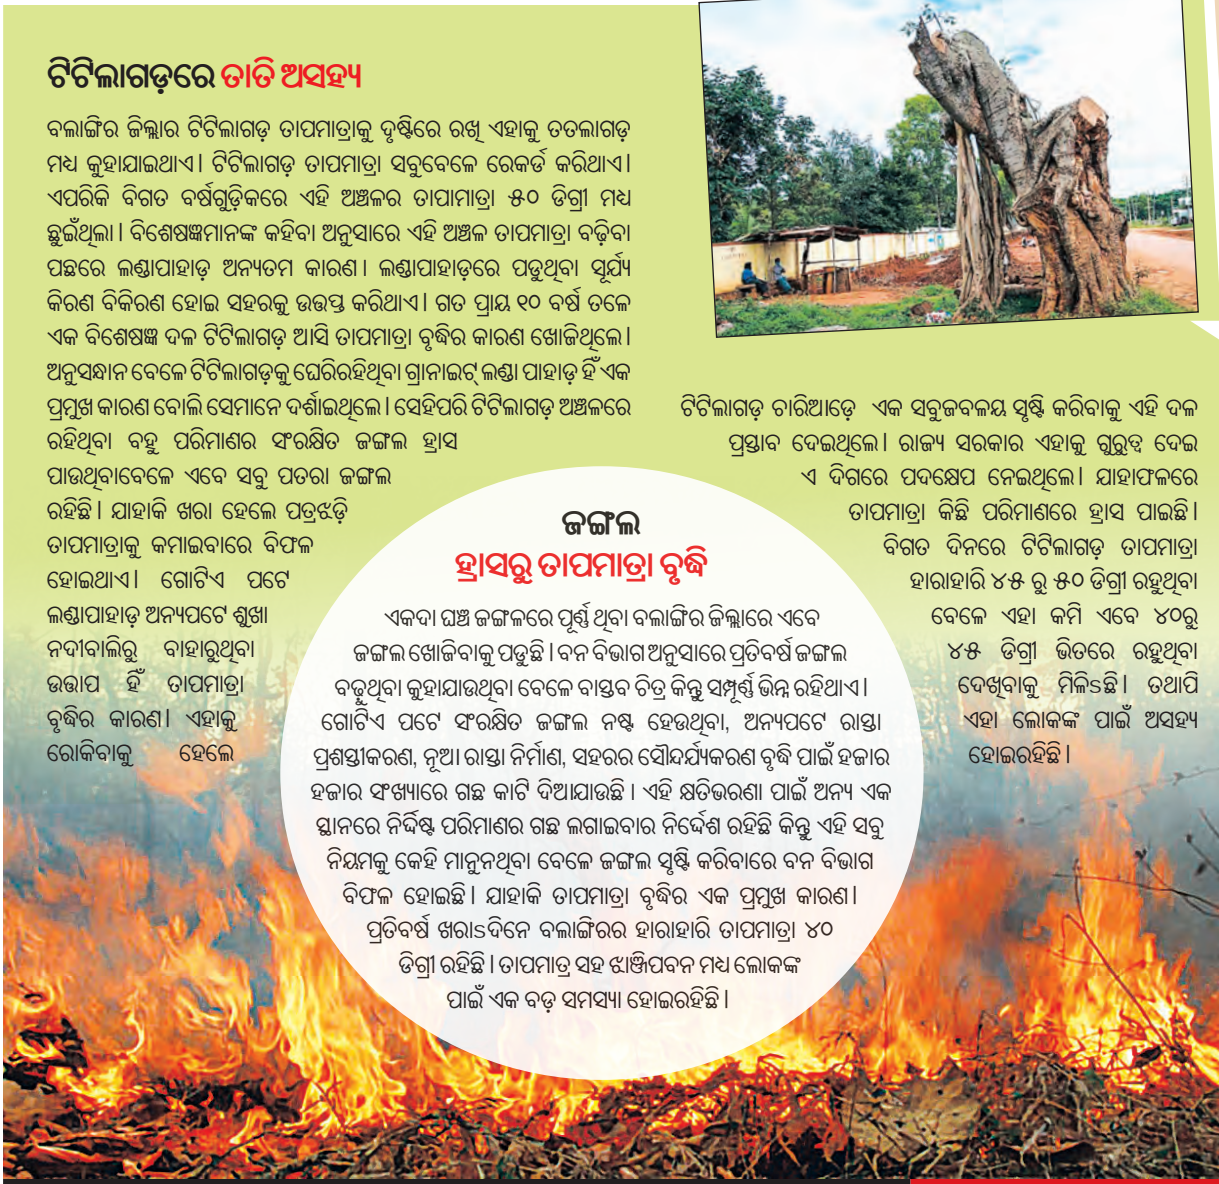 ଟିଟିଲାଗଡ଼ରେ ତାତି ଅସହ୍ୟ
ବଲାଙ୍ଗିର ଜିଲ୍ଲାର ଟିଟିଲାଗଡ଼ ତାପମାତ୍ରାକୁ ଦୃଷ୍ଟିରେ ରଖି ଏହାକୁ ତତଲାଗଡ଼
ମଧ୍ୟ କୁହାଯାଇଥାଏ। ଟିଟିଲାଗଡ଼ ତାପମାତ୍ରା ସବୁବେଳେ ରେକର୍ଡ କରିଥାଏ।
ଏପରିକି ବିଗତ ବର୍ଷଗୁଡ଼ିକରେ ଏହି ଅଞ୍ଚଳର ତାପାମାତ୍ରା ୫୦ ଡିଗ୍ରୀ ମଧ୍ୟ
ଛୁଇଁଥିଲା। ବିଶେଷଜ୍ଞମାନଙ୍କ କହିବା ଅନୁସାରେ ଏହି ଅଞ୍ଚଳ ତାପମାତ୍ରା ବଢ଼ିବା
ପଛରେ ଲଣ୍ଡାପାହାଡ଼ ଅନ୍ୟତମ କାରଣ। ଲଣ୍ଡାପାହାଡ଼ରେ ପଡୁଥିବା ସୂର୍ଯ୍ୟ
କିରଣ ବିକିରଣ ହୋଇ ସହରକୁ ଉତ୍ତପ୍ତ କରିଥାଏ। ଗତ ପ୍ରାୟ ୧୦ ବର୍ଷ ତଳେ
ଏକ ବିଶେଷଜ୍ଞ ଦଳ ଟିଟିଲାଗଡ଼ ଆସି ତାପମାତ୍ରା ବୃଦ୍ଧିର କାରଣ ଖୋଜିଥିଲେ।
ଅନୁସନ୍ଧାନ ବେଳେ ଟିଟିଲାଗଡ଼କୁ ଘେରିରହିଥିବା ଗ୍ରାନାଇଟ୍ ଲଣ୍ଡା ପାହାଡ଼ ହିଁ ଏକ
ପ୍ରମୁଖ କାରଣ ବୋଲି ସେମାନେ ଦର୍ଶାଇଥିଲେ। ସେହିପରି ଟିଟିଲାଗଡ଼ ଅଞ୍ଚଳରେ
ରହିଥିବା ବହୁ ପରିମାଣର ସଂରକ୍ଷିତ ଜଙ୍ଗଲ ହ୍ରାସ
ପାଉଥିବାବେଳେ ଏବେ ସବୁ ପତରା ଜଙ୍ଗଲ
ରହିଛି। ଯାହାକି ଖରା ହେଲେ ପତ୍ରଝଡ଼ି
ତାପମାତ୍ରାକୁ କମାଇବାରେ ବିଫଳ
ହୋଇଥାଏ। ଗୋଟିଏ ପଟେ
ଲଣ୍ଡାପାହାଡ଼ ଅନ୍ୟପଟେ ଶୁଖା
ନଦୀବାଲିରୁ ବାହାରୁଥିବା
ଉତ୍ତାପ ହିଁ ତାପମାତ୍ରା
ବୃଦ୍ଧିର କାରଣ। ଏହାକୁ
ରୋକିବାକୁ ହେଲେ
ଟିଟିଲାଗଡ଼ ଚାରିଆଡ଼େ ଏକ ସବୁଜବଳୟ ସୃଷ୍ଟି କରିବାକୁ ଏହି ଦଳ
ପ୍ରସ୍ତାବ ଦେଇଥିଲେ। ରାଜ୍ୟ ସରକାର ଏହାକୁ ଗୁରୁତ୍ୱ ଦେଇ
ଏ ଦିଗରେ ପଦକ୍ଷେପ ନେଇଥିଲେ। ଯାହାଫଳରେ
ତାପମାତ୍ରା କିଛି ପରିମାଣରେ ହ୍ରାସ ପାଇଛି।
ବିଗତ ଦିନରେ ଟିଟିଲାଗଡ଼ ତାପମାତ୍ରା
ହାରାହାରି ୪୫ ରୁ ୫୦ ଡିଗ୍ରୀ ରହୁଥିବା
ବେଳେ ଏହା କମି ଏବେ ୪୦ରୁ
୪୫ ଡିଗ୍ରୀ ଭିତରେ ରହୁଥିବା
ଦେଖିବାକୁ ମିଳିଃଛି। ତଥାପି
ଏହା ଲୋକଙ୍କ ପାଇଁ ଅସହ୍ୟ
ହୋଇରହିଛି।
ଜଙ୍ଗଲ
ହ୍ରାସରୁ ତାପମାତ୍ରା ବୃଦ୍ଧି
ଏକଦା ଘଞ୍ଚ ଜଙ୍ଗଳରେ ପୂର୍ଣ୍ଣ ଥିବା ବଲାଙ୍ଗିର ଜିଲ୍ଲାରେ ଏବେ
ଜଙ୍ଗଲ ଖୋଜିବାକୁ ପଡୁଛି। ବନ ବିଭାଗ ଅନୁସାରେ ପ୍ରତିବର୍ଷ ଜଙ୍ଗଲ
ବଢୁଥିବା କୁହାଯାଉଥିବା ବେଳେ ବାସ୍ତବ ଚିତ୍ର କିନ୍ତୁ ସମ୍ପୂର୍ଣ୍ଣ ଭିନ୍ନ ରହିଥାଏ।
ଗୋଟିଏ ପଟେ ସଂରକ୍ଷିତ ଜଙ୍ଗଲ ନଷ୍ଟ ହେଉଥିବା, ଅନ୍ୟପଟେ ରାସ୍ତା
ପ୍ରଶସ୍ତୀକରଣ, ନୂଆ ରାସ୍ତା ନିର୍ମାଣ, ସହରର ସୌନ୍ଦର୍ଯ୍ୟକରଣ ବୃଦ୍ଧି ପାଇଁ ହଜାର
ହଜାର ସଂଖ୍ୟାରେ ଗଛ କାଟି ଦିଆଯାଉଛି। ଏହି କ୍ଷତିଭରଣା ପାଇଁ ଅନ୍ୟ ଏକ
ସ୍ଥାନରେ ନିର୍ଦ୍ଦିଷ୍ଟ ପରିମାଣର ଗଛ ଲଗାଇବାର ନିର୍ଦ୍ଦେଶ ରହିଛି କିନ୍ତୁ ଏହି ସବୁ
ନିୟମକୁ କେହି ମାନୁନଥିବା ବେଳେ ଜଙ୍ଗଲ ସୃଷ୍ଟି କରିବାରେ ବନ ବିଭାଗ
ବିଫଳ ହୋଇଛି। ଯାହାକି ତାପମାତ୍ରା ବୃଦ୍ଧିର ଏକ ପ୍ରମୁଖ କାରଣ।
ପ୍ରତିବର୍ଷ ଖରାଃଦିନେ ବଲାଙ୍ଗିରର ହାରାହାରି ତାପମାତ୍ରା ୪୦
ଡିଗ୍ରୀ ରହିଛି। ତାପମାତ୍ର ସହ ଝାଞ୍ଜିପବନ ମଧ୍ୟ ଲୋକଙ୍କ
ପାଇଁ ଏକ ବଡ଼ ସମସ୍ୟା ହୋଇରହିଛି।